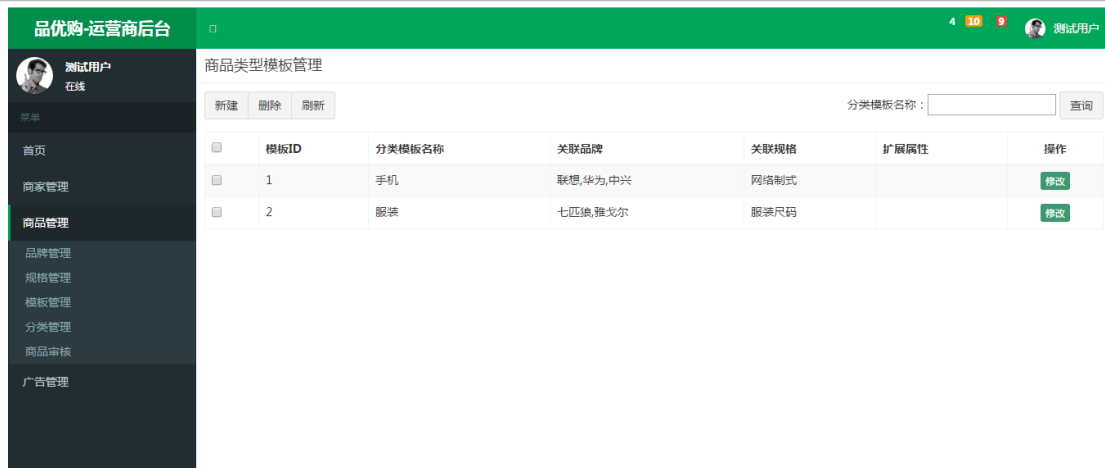 品优购-运营商后台
4 10 9 测试用户
测试用户
在线
菜单
首页
商家管理
商品管理
品牌管理
规格管理
模板管理
分类管理
商品审核
广告管理
商品类型模板管理
新建 删除 刷新 分类模板名称： 查询
模板ID 分类模板名称 关联品牌 关联规格 扩展属性 操作
1 手机 联想,华为,中兴 网络制式 修改
2 服装 七匹狼,雅戈尔 服装尺码 修改